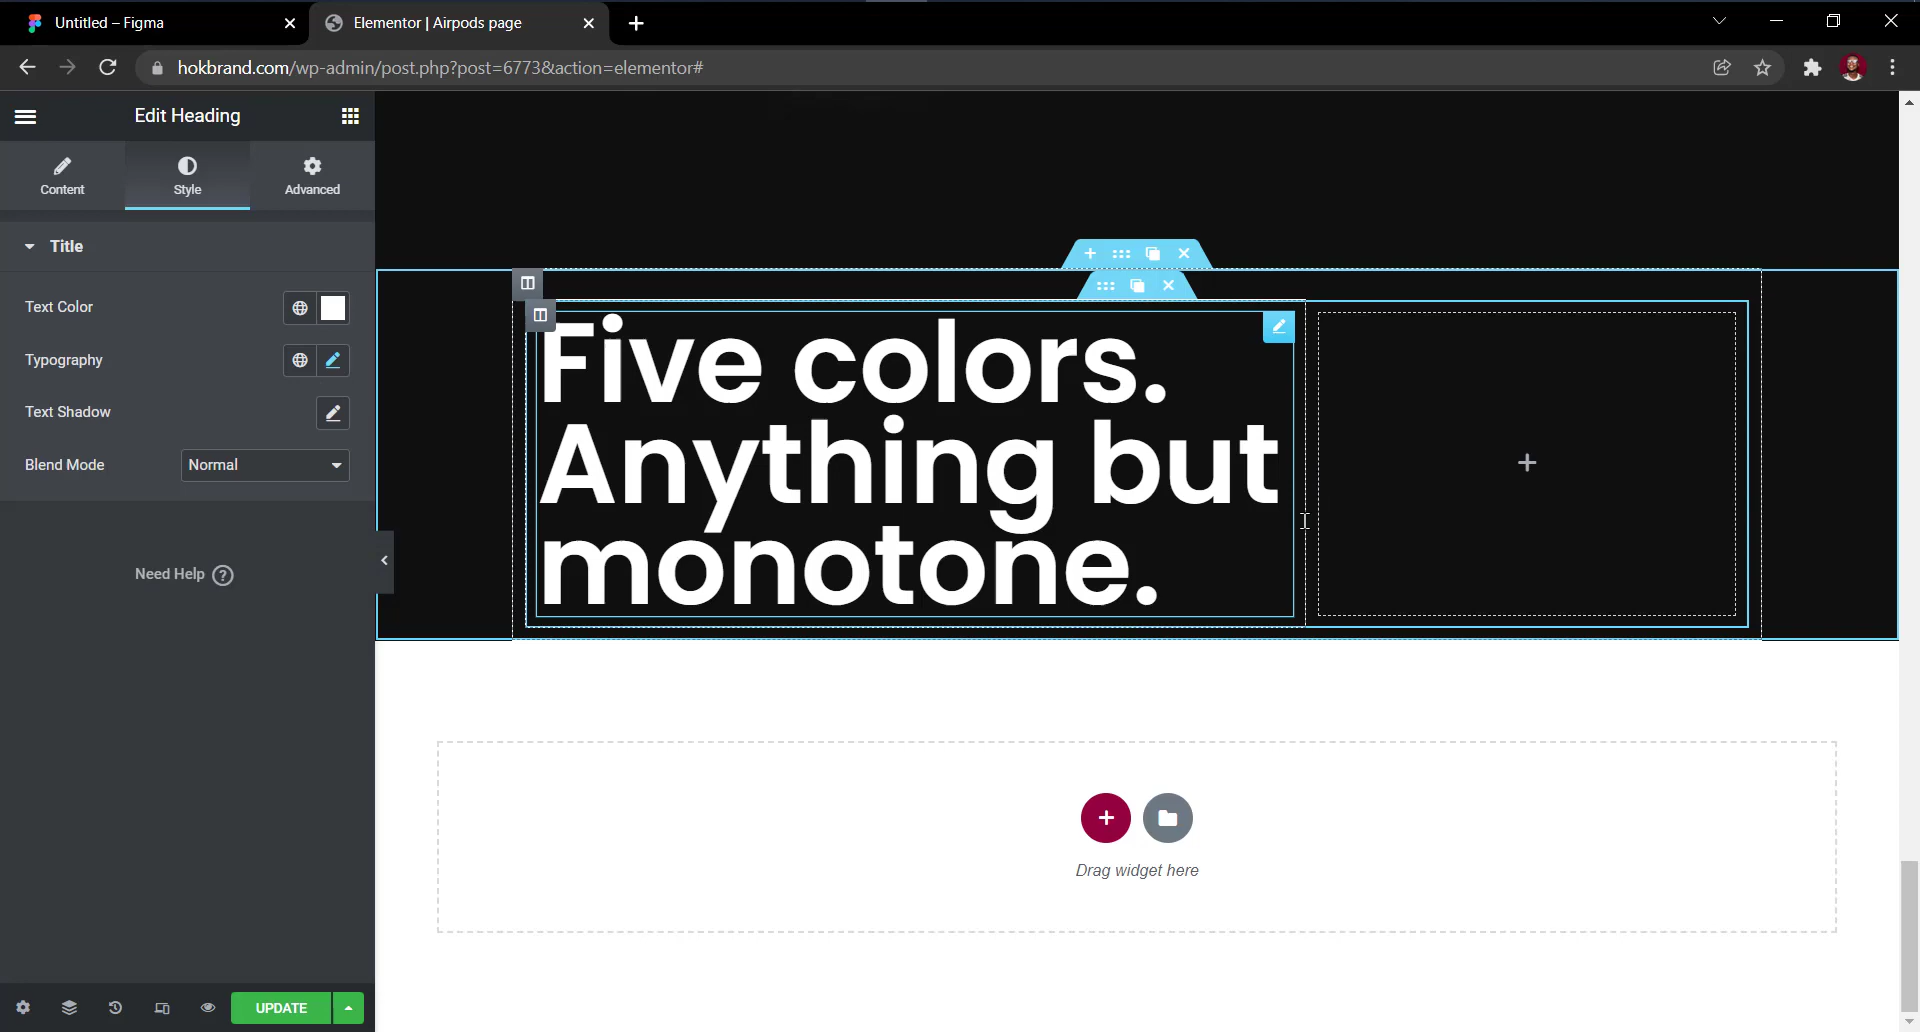 Untitled – Figma
Elementor | Airpods page
hokbrand.com/wp-admin/post.php?post=6773&action=elementor#
Edit Heading
Content
Style
Advanced
Title
Text Color
Typography
Text Shadow
Blend Mode
Normal
Need Help ?
UPDATE
Five colors.
Anything but
monotone.
Drag widget here